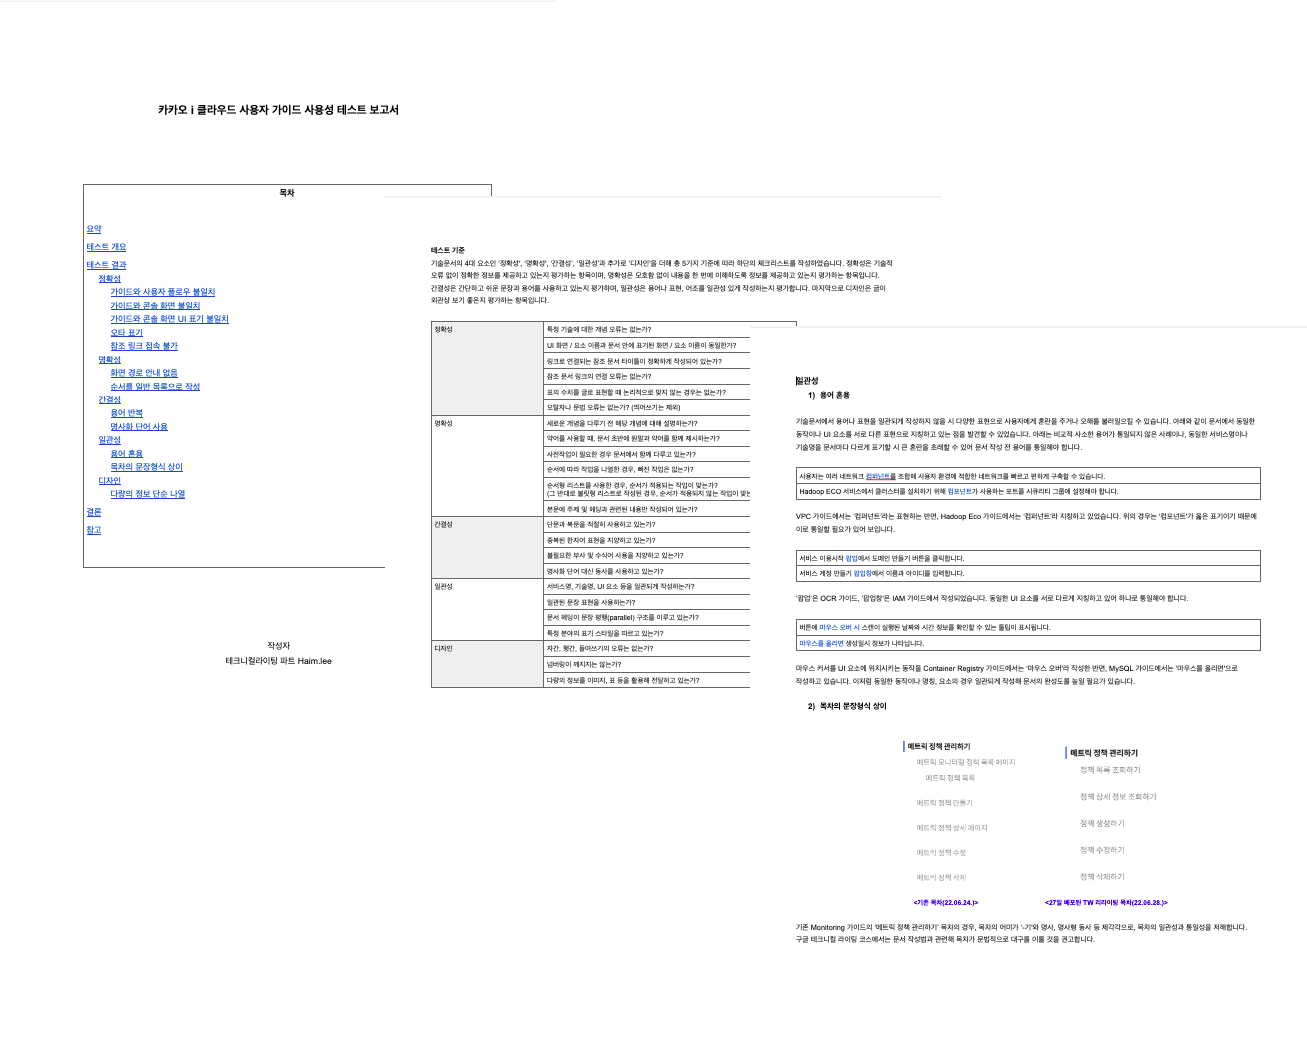 카카오 i 클라우드 사용자 가이드 사용성 테스트 보고서
목차
요약
테스트 개요
테스트 결과
정확성
가이드와 사용자 플로우 불일치
가이드와 콘솔 화면 불일치
가이드와 콘솔 화면 UI 표기 불일치
오타 표기
참조 링크 접속 불가
명확성
화면 경로 안내 없음
순서를 일반 목록으로 작성
간결성
용어 반복
명사화 단어 사용
일관성
용어 혼용
목차의 문장형식 상이
디자인
다량의 정보 단순 나열
결론
참고
작성자
테크니컬라이팅 파트 Haim.lee
테스트 기준
기술문서의 4대 요소인 '정확성', '명확성', '간결성', '일관성'과 추가로 '디자인'을 더해 총 5가지 기준에 따라 하단의 체크리스트를 작성하였습니다. 정확성은 기술적
오류 없이 정확한 정보를 제공하고 있는지 평가하는 항목이며, 명확성은 모호함 없이 내용을 한 번에 이해하도록 정보를 제공하고 있는지 평가하는 항목입니다.
간결성은 간단하고 쉬운 문장과 용어를 사용하고 있는지 평가하며, 일관성은 용어나 표현, 어조를 일관성 있게 작성하는지 평가합니다. 마지막으로 디자인은 글이
외관상 보기 좋은지 평가하는 항목입니다.
정확성
특정 기술에 대한 개념 오류는 없는가?
UI 화면 / 요소 이름과 문서 안에 표기된 화면 / 요소 이름이 동일한가?
링크로 연결되는 참조 문서 타이틀이 정확하게 작성되어 있는가?
참조 문서 링크의 연결 오류는 없는가?
표의 수치를 글로 표현할 때 논리적으로 맞지 않는 경우는 없는가?
오탈자나 문법 오류는 없는가? (띄어쓰기는 제외)
명확성
새로운 개념을 다루기 전 해당 개념에 대해 설명하는가?
약어를 사용할 때, 문서 초반에 원말과 약어를 함께 제시하는가?
사전작업이 필요한 경우 문서에서 함께 다루고 있는가?
순서에 따라 작업을 나열한 경우, 빠진 작업은 없는가?
순서형 리스트를 사용한 경우, 순서가 적용되는 작업이 맞는가?
(그 반대로 불릿형 리스트로 작성된 경우, 순서가 적용되지 않는 작업이 맞는
본문에 주제 및 헤딩과 관련된 내용만 작성되어 있는가?
간결성
단문과 복문을 적절히 사용하고 있는가?
중복된 한자어 표현을 지양하고 있는가?
불필요한 부사 및 수식어 사용을 지양하고 있는가?
명사화 단어 대신 동사를 사용하고 있는가?
일관성
서비스명, 기술명, UI 요소 등을 일관되게 작성하는가?
일관된 문장 표현을 사용하는가?
문서 헤딩이 문장 평행(parallel) 구조를 이루고 있는가?
특정 분야의 표기 스타일을 따르고 있는가?
디자인
자간, 행간, 들여쓰기의 오류는 없는가?
넘버링이 깨지지는 않는가?
다량의 정보를 이미지, 표 등을 활용해 전달하고 있는가?
일관성
1) 용어 혼용
기술문서에서 용어나 표현을 일관되게 작성하지 않을 시 다양한 표현으로 사용자에게 혼란을 주거나 오해를 불러일으킬 수 있습니다. 아래와 같이 문서에서 동일한
동작이나 UI 요소를 서로 다른 표현으로 지칭하고 있는 점을 발견할 수 있었습니다. 아래는 비교적 사소한 용어가 통일되지 않은 사례이나, 동일한 서비스명이나
기술명을 문서마다 다르게 표기할 시 큰 혼란을 초래할 수 있어 문서 작성 전 용어를 통일해야 합니다.
사용자는 여러 네트워크 컴퍼넌트를 조합해 사용자 환경에 적합한 네트워크를 빠르고 편하게 구축할 수 있습니다.
Hadoop ECO 서비스에서 클러스터를 설치하기 위해 컴포넌트가 사용하는 포트를 시큐리티 그룹에 설정해야 합니다.
VPC 가이드에서는 '컴퍼넌트'라는 표현하는 반면, Hadoop Eco 가이드에서는 '컴퍼넌트'라 지칭하고 있었습니다. 위의 경우는 '컴포넌트'가 옳은 표기이기 때문에
이로 통일할 필요가 있어 보입니다.
서비스 이용시작 팝업에서 도메인 만들기 버튼을 클릭합니다.
서비스 계정 만들기 팝업창에서 이름과 아이디를 입력합니다.
'팝업'은 OCR 가이드, '팝업창'은 IAM 가이드에서 작성되었습니다. 동일한 UI 요소를 서로 다르게 지칭하고 있어 하나로 통일해야 합니다.
버튼에 마우스 오버 시 스캔이 실행된 날짜와 시간 정보를 확인할 수 있는 툴팁이 표시됩니다.
마우스를 올리면 생성일시 정보가 나타납니다.
마우스 커서를 UI 요소에 위치시키는 동작을 Container Registry 가이드에서는 '마우스 오버'라 작성한 반면, MySQL 가이드에서는 '마우스를 올리면'으로
작성하고 있습니다. 이처럼 동일한 동작이나 명칭, 요소의 경우 일관되게 작성해 문서의 완성도를 높일 필요가 있습니다.
2) 목차의 문장형식 상이
메트릭 정책 관리하기
메트릭 모니터링 정책 목록 페이지
메트릭 정책 목록
메트릭 정책 만들기
메트릭 정책 상세 페이지
메트릭 정책 수정
메트릭 정책 삭제
<기존 목차(22.06.24.)>
메트릭 정책 관리하기
정책 목록 조회하기
정책 상세 정보 조회하기
정책 생성하기
정책 수정하기
정책 삭제하기
<27일 배포된 TW 리라이팅 목차(22.06.28.)>
기존 Monitoring 가이드의 '메트릭 정책 관리하기' 목차의 경우, 목차의 어미가 '-기'와 명사, 명사형 동사 등 제각각으로, 목차의 일관성과 통일성을 저해합니다.
구글 테크니컬 라이팅 코스에서는 문서 작성법과 관련해 목차가 문법적으로 대구를 이룰 것을 권고합니다.